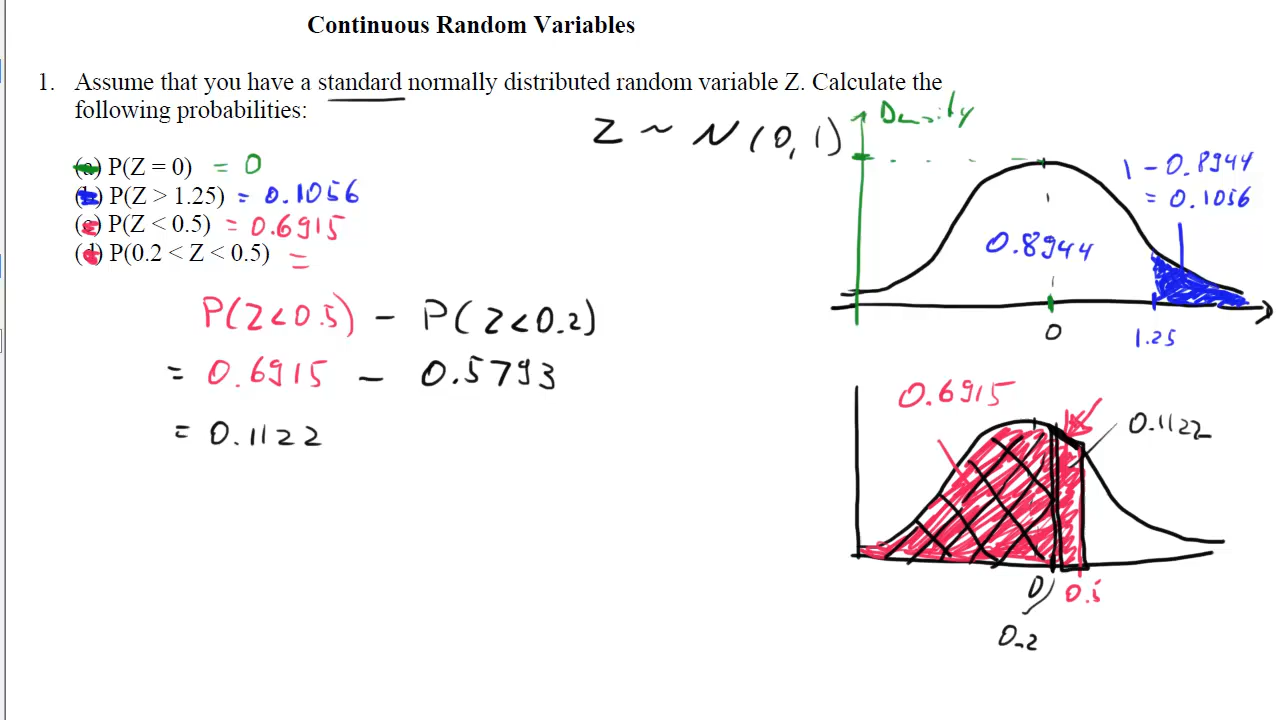 Continuous Random Variables
1. Assume that you have a standard normally distributed random variable Z. Calculate the
following probabilities:
Z ~ N (0, 1)
(a) P(Z = 0) = 0
(b) P(Z > 1.25) = 0.1056
(c) P(Z < 0.5) = 0.6915
(d) P(0.2 < Z < 0.5) =
P(Z<0.5) - P(Z<0.2)
= 0.6915 - 0.5793
= 0.1122
Density
1 - 0.8944
= 0.1056
0.8944
0
1.25
0.6915
0.1122
0
0.5
0.2